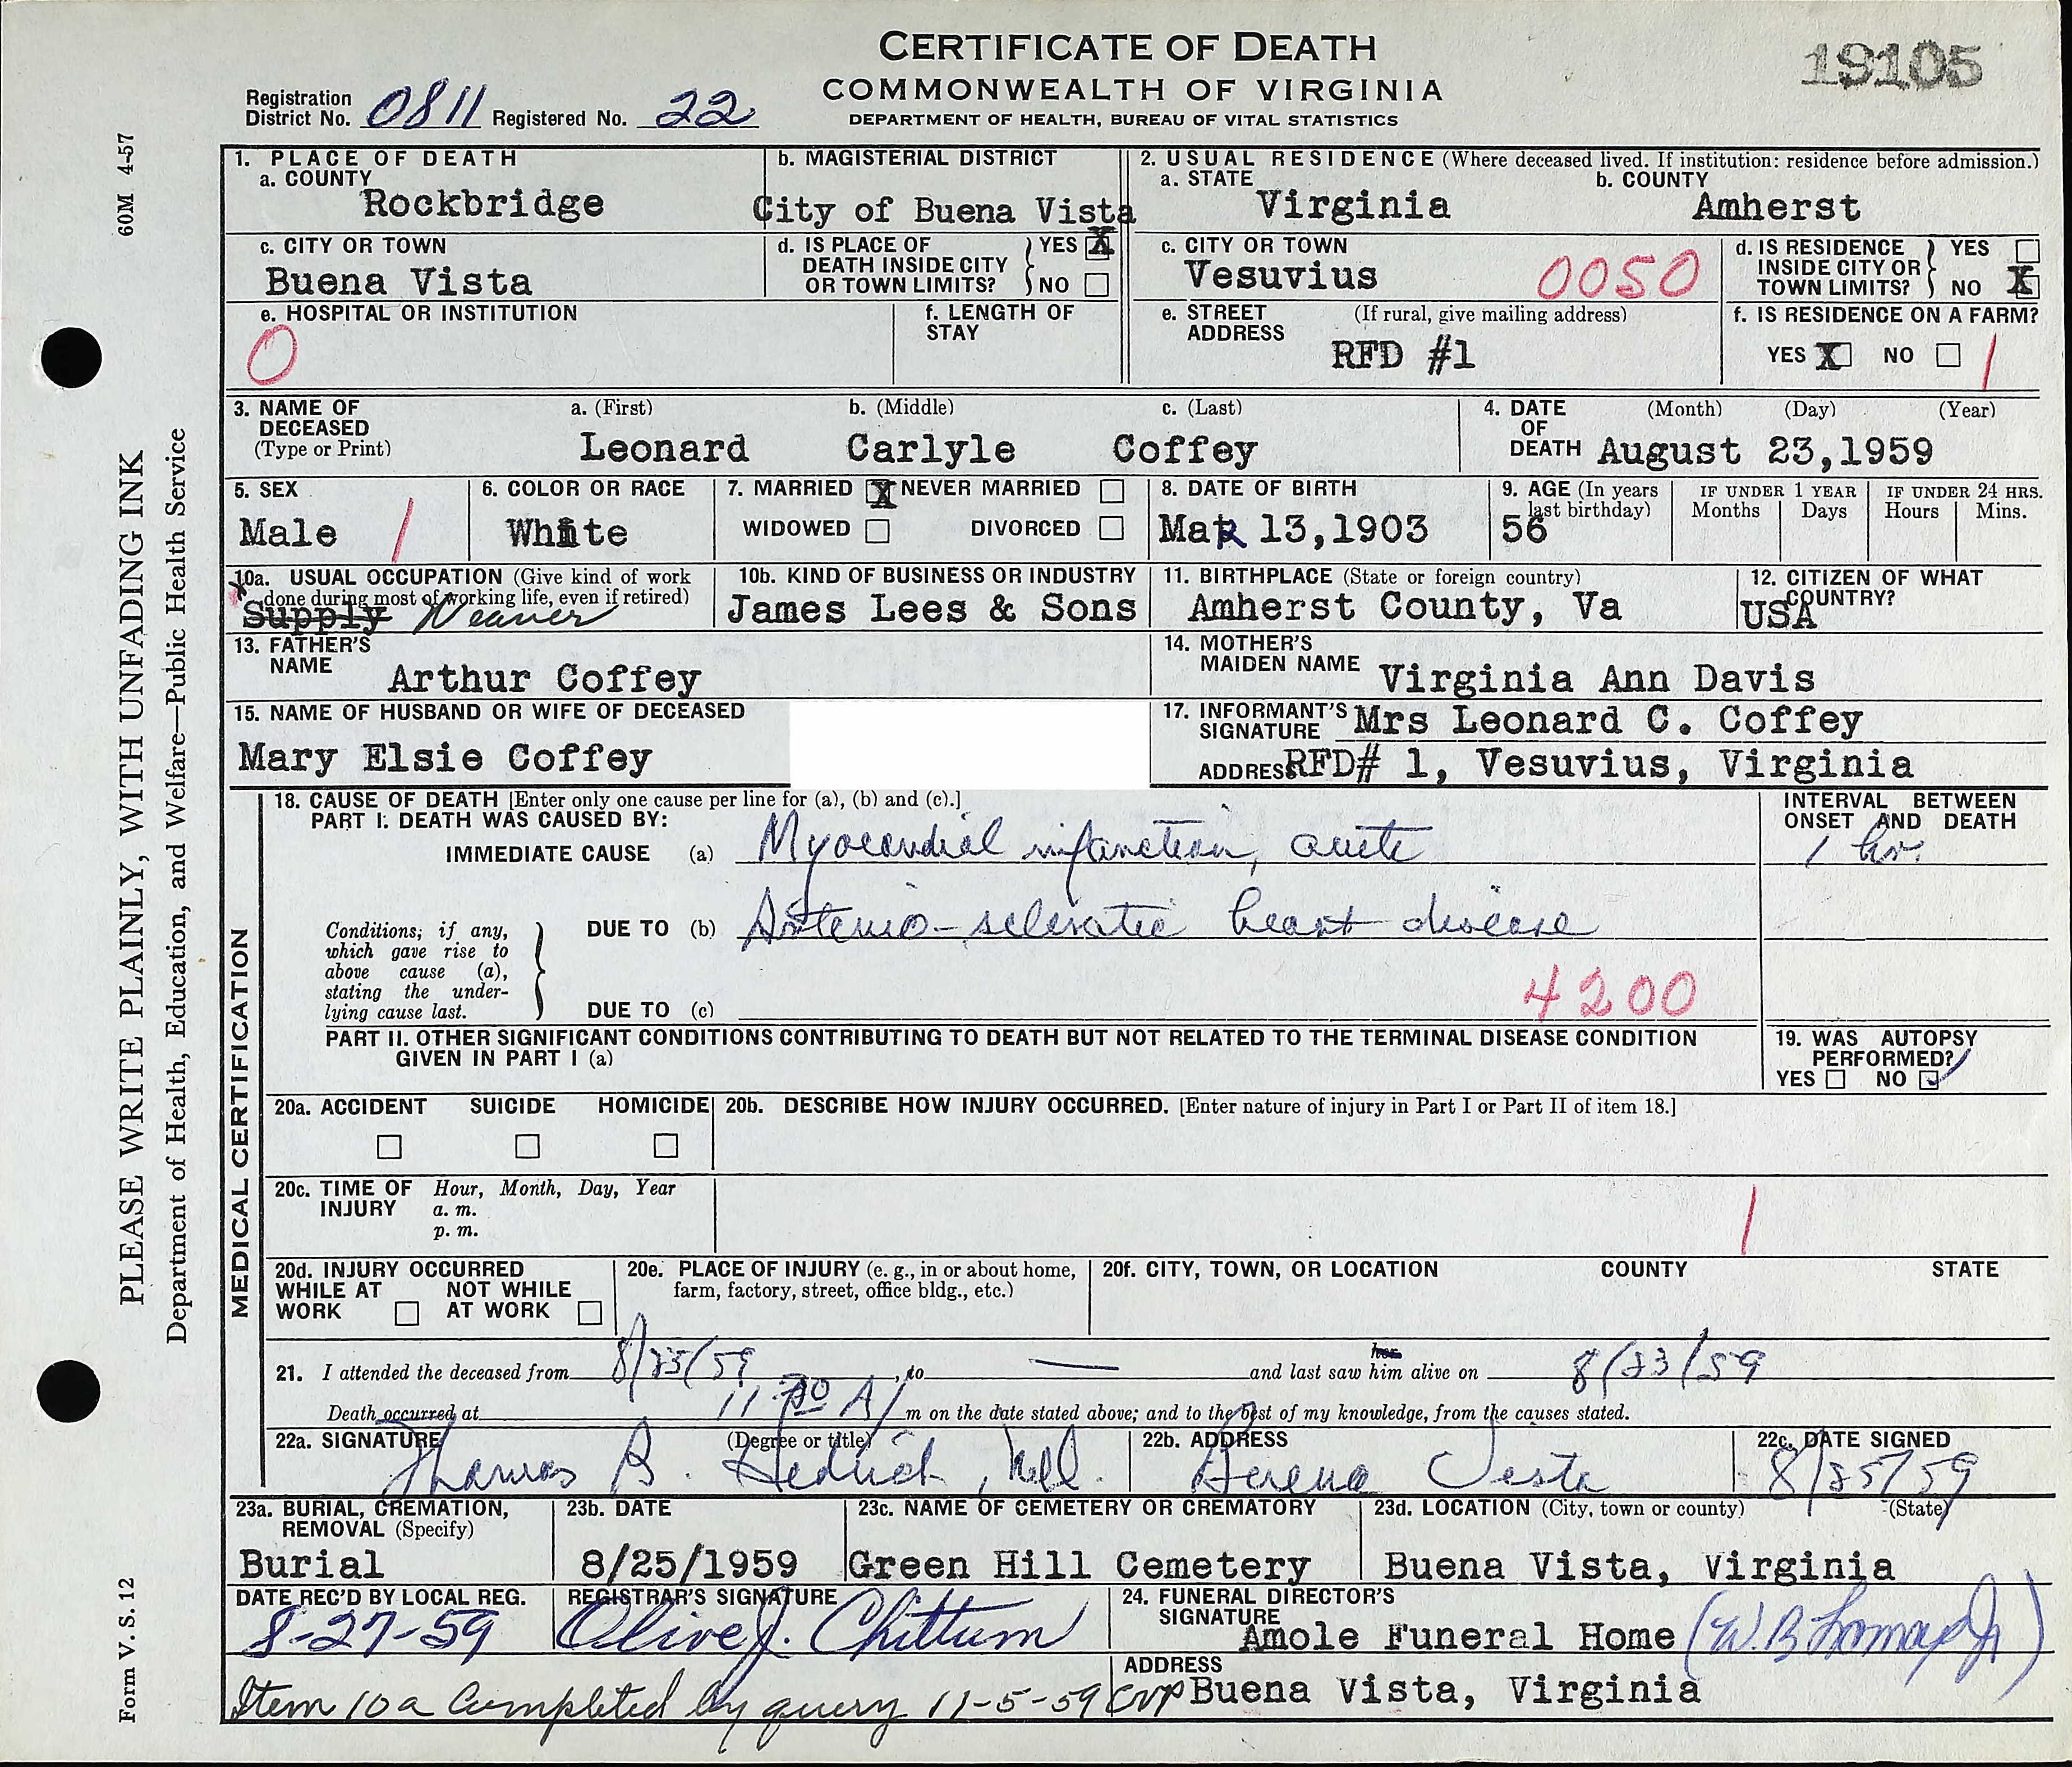 CERTIFICATE OF DEATH
COMMONWEALTH OF VIRGINIA
DEPARTMENT OF HEALTH, BUREAU OF VITAL STATISTICS
19105
Registration District No. 0811 Registered No. 22
60M 4-57
PLEASE WRITE PLAINLY, WITH UNFADING INK
Department of Health, Education, and Welfare—Public Health Service
Form V. S. 12
1. PLACE OF DEATH
a. COUNTY
Rockbridge
b. MAGISTERIAL DISTRICT
City of Buena Vista
2. USUAL RESIDENCE (Where deceased lived. If institution: residence before admission.)
a. STATE
Virginia
b. COUNTY
Amherst
c. CITY OR TOWN
Buena Vista
d. IS PLACE OF DEATH INSIDE CITY OR TOWN LIMITS? YES X NO
c. CITY OR TOWN
Vesuvius
0050
d. IS RESIDENCE INSIDE CITY OR TOWN LIMITS? YES NO X
e. HOSPITAL OR INSTITUTION
0
f. LENGTH OF STAY
e. STREET ADDRESS (If rural, give mailing address)
RFD #1
f. IS RESIDENCE ON A FARM?
YES X NO 1
3. NAME OF DECEASED (Type or Print)
a. (First) b. (Middle) c. (Last)
Leonard Carlyle Coffey
4. DATE OF DEATH (Month) (Day) (Year)
August 23,1959
5. SEX
Male 1
6. COLOR OR RACE
White
7. MARRIED X NEVER MARRIED
WIDOWED DIVORCED
8. DATE OF BIRTH
MaR 13,1903
9. AGE (In years last birthday)
56
IF UNDER 1 YEAR
Months Days
IF UNDER 24 HRS.
Hours Mins.
10a. USUAL OCCUPATION (Give kind of work done during most of working life, even if retired)
Supply Weaver
10b. KIND OF BUSINESS OR INDUSTRY
James Lees & Sons
11. BIRTHPLACE (State or foreign country)
Amherst County, Va
12. CITIZEN OF WHAT COUNTRY?
USA
13. FATHER'S NAME
Arthur Coffey
14. MOTHER'S MAIDEN NAME Virginia Ann Davis
15. NAME OF HUSBAND OR WIFE OF DECEASED
Mary Elsie Coffey
17. INFORMANT'S SIGNATURE Mrs Leonard C. Coffey
ADDRESS RFD# 1, Vesuvius, Virginia
MEDICAL CERTIFICATION
18. CAUSE OF DEATH [Enter only one cause per line for (a), (b) and (c).]
PART I. DEATH WAS CAUSED BY:
INTERVAL BETWEEN ONSET AND DEATH
IMMEDIATE CAUSE (a) Myocardial infarction, acute
1 hr.
Conditions, if any, which gave rise to above cause (a), stating the underlying cause last.
DUE TO (b) Arterio-sclerotic heart disease
4200
DUE TO (c)
PART II. OTHER SIGNIFICANT CONDITIONS CONTRIBUTING TO DEATH BUT NOT RELATED TO THE TERMINAL DISEASE CONDITION
GIVEN IN PART I (a)
19. WAS AUTOPSY PERFORMED?
YES NO ✓
20a. ACCIDENT SUICIDE HOMICIDE
20b. DESCRIBE HOW INJURY OCCURRED. [Enter nature of injury in Part I or Part II of item 18.]
20c. TIME OF INJURY Hour, Month, Day, Year
a. m.
p. m.
1
20d. INJURY OCCURRED
WHILE AT WORK NOT WHILE AT WORK
20e. PLACE OF INJURY (e. g., in or about home, farm, factory, street, office bldg., etc.)
20f. CITY, TOWN, OR LOCATION COUNTY STATE
21. I attended the deceased from 8/23/59, to — and last saw him her alive on 8/23/59
Death occurred at A m on the date stated above; and to the best of my knowledge, from the causes stated.
22a. SIGNATURE (Degree or title)
Thomas B. Hedrick, M.D.
22b. ADDRESS
Buena Vista
22c. DATE SIGNED
8/25/59
23a. BURIAL, CREMATION, REMOVAL (Specify)
Burial
23b. DATE
8/25/1959
23c. NAME OF CEMETERY OR CREMATORY
Green Hill Cemetery
23d. LOCATION (City, town or county) (State)
Buena Vista, Virginia
DATE REC'D BY LOCAL REG.
8-27-59
REGISTRAR'S SIGNATURE
Olive J. Chittum
24. FUNERAL DIRECTOR'S SIGNATURE
Amole Funeral Home (W. B
ADDRESS
Buena Vista, Virginia
Item 10a Completed by query 11-5-59 CVP